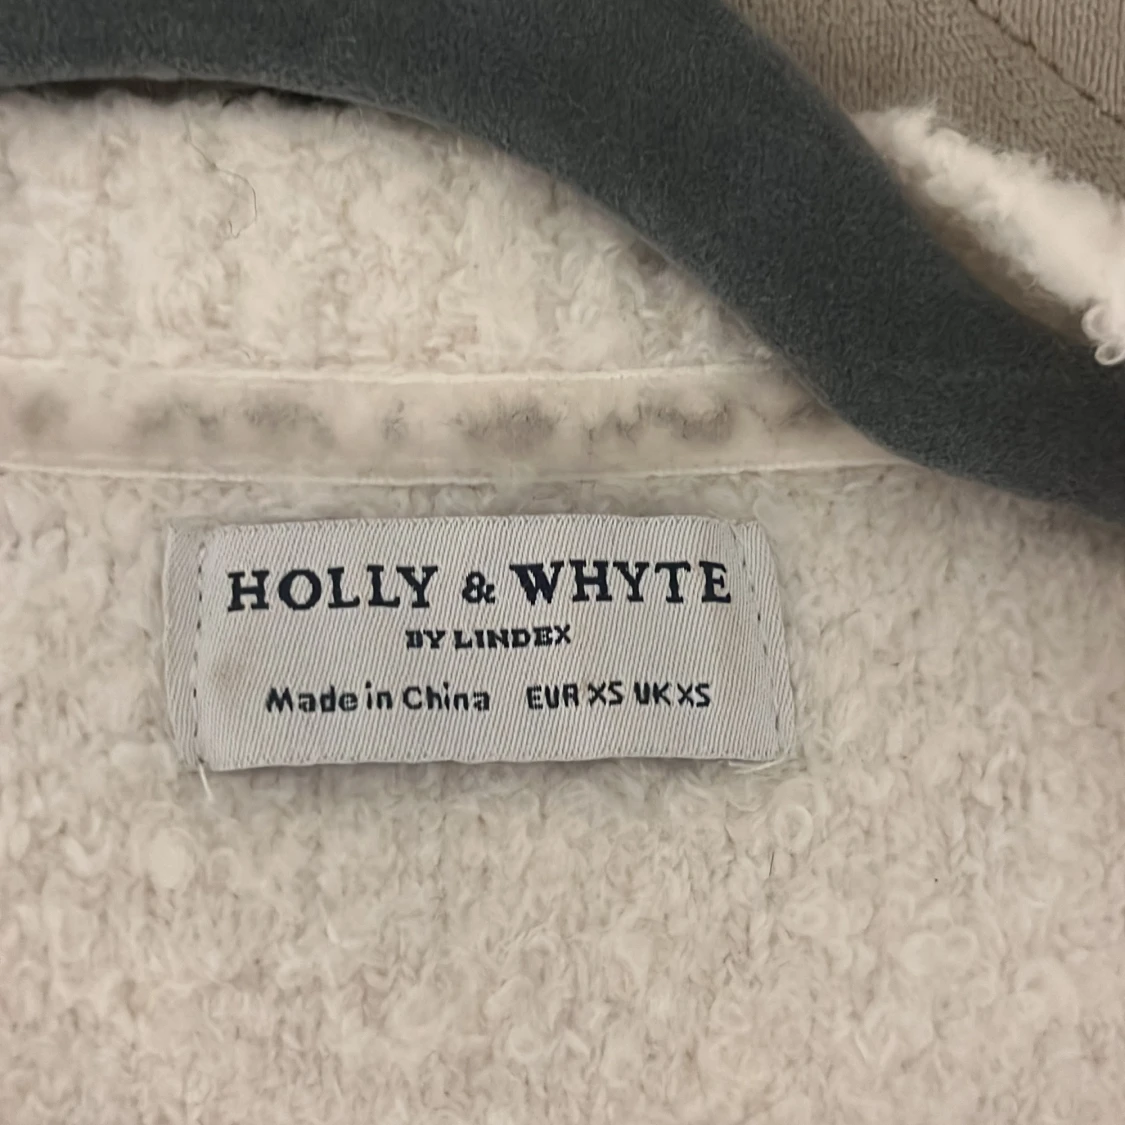 HOLLY & WHYTE
BY LINDEX
Made in China EUR XS UK XS